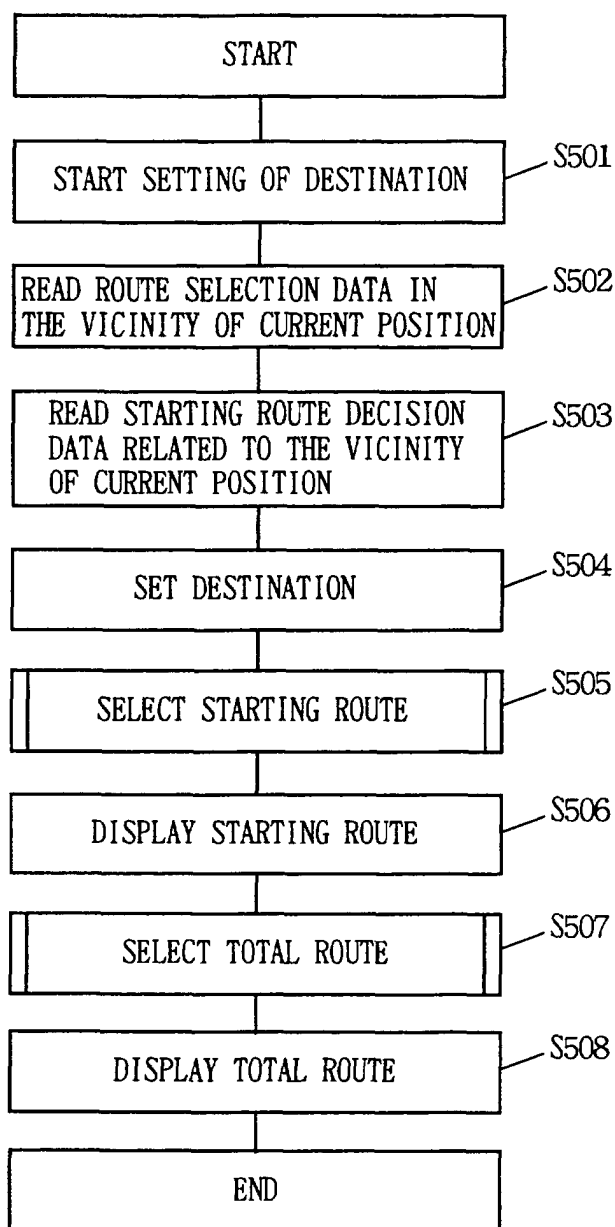 START
START SETTING OF DESTINATION
S501
READ ROUTE SELECTION DATA IN
THE VICINITY OF CURRENT POSITION
S502
READ STARTING ROUTE DECISION
DATA RELATED TO THE VICINITY
OF CURRENT POSITION
S503
SET DESTINATION
S504
SELECT STARTING ROUTE
S505
DISPLAY STARTING ROUTE
S506
SELECT TOTAL ROUTE
S507
DISPLAY TOTAL ROUTE
S508
END